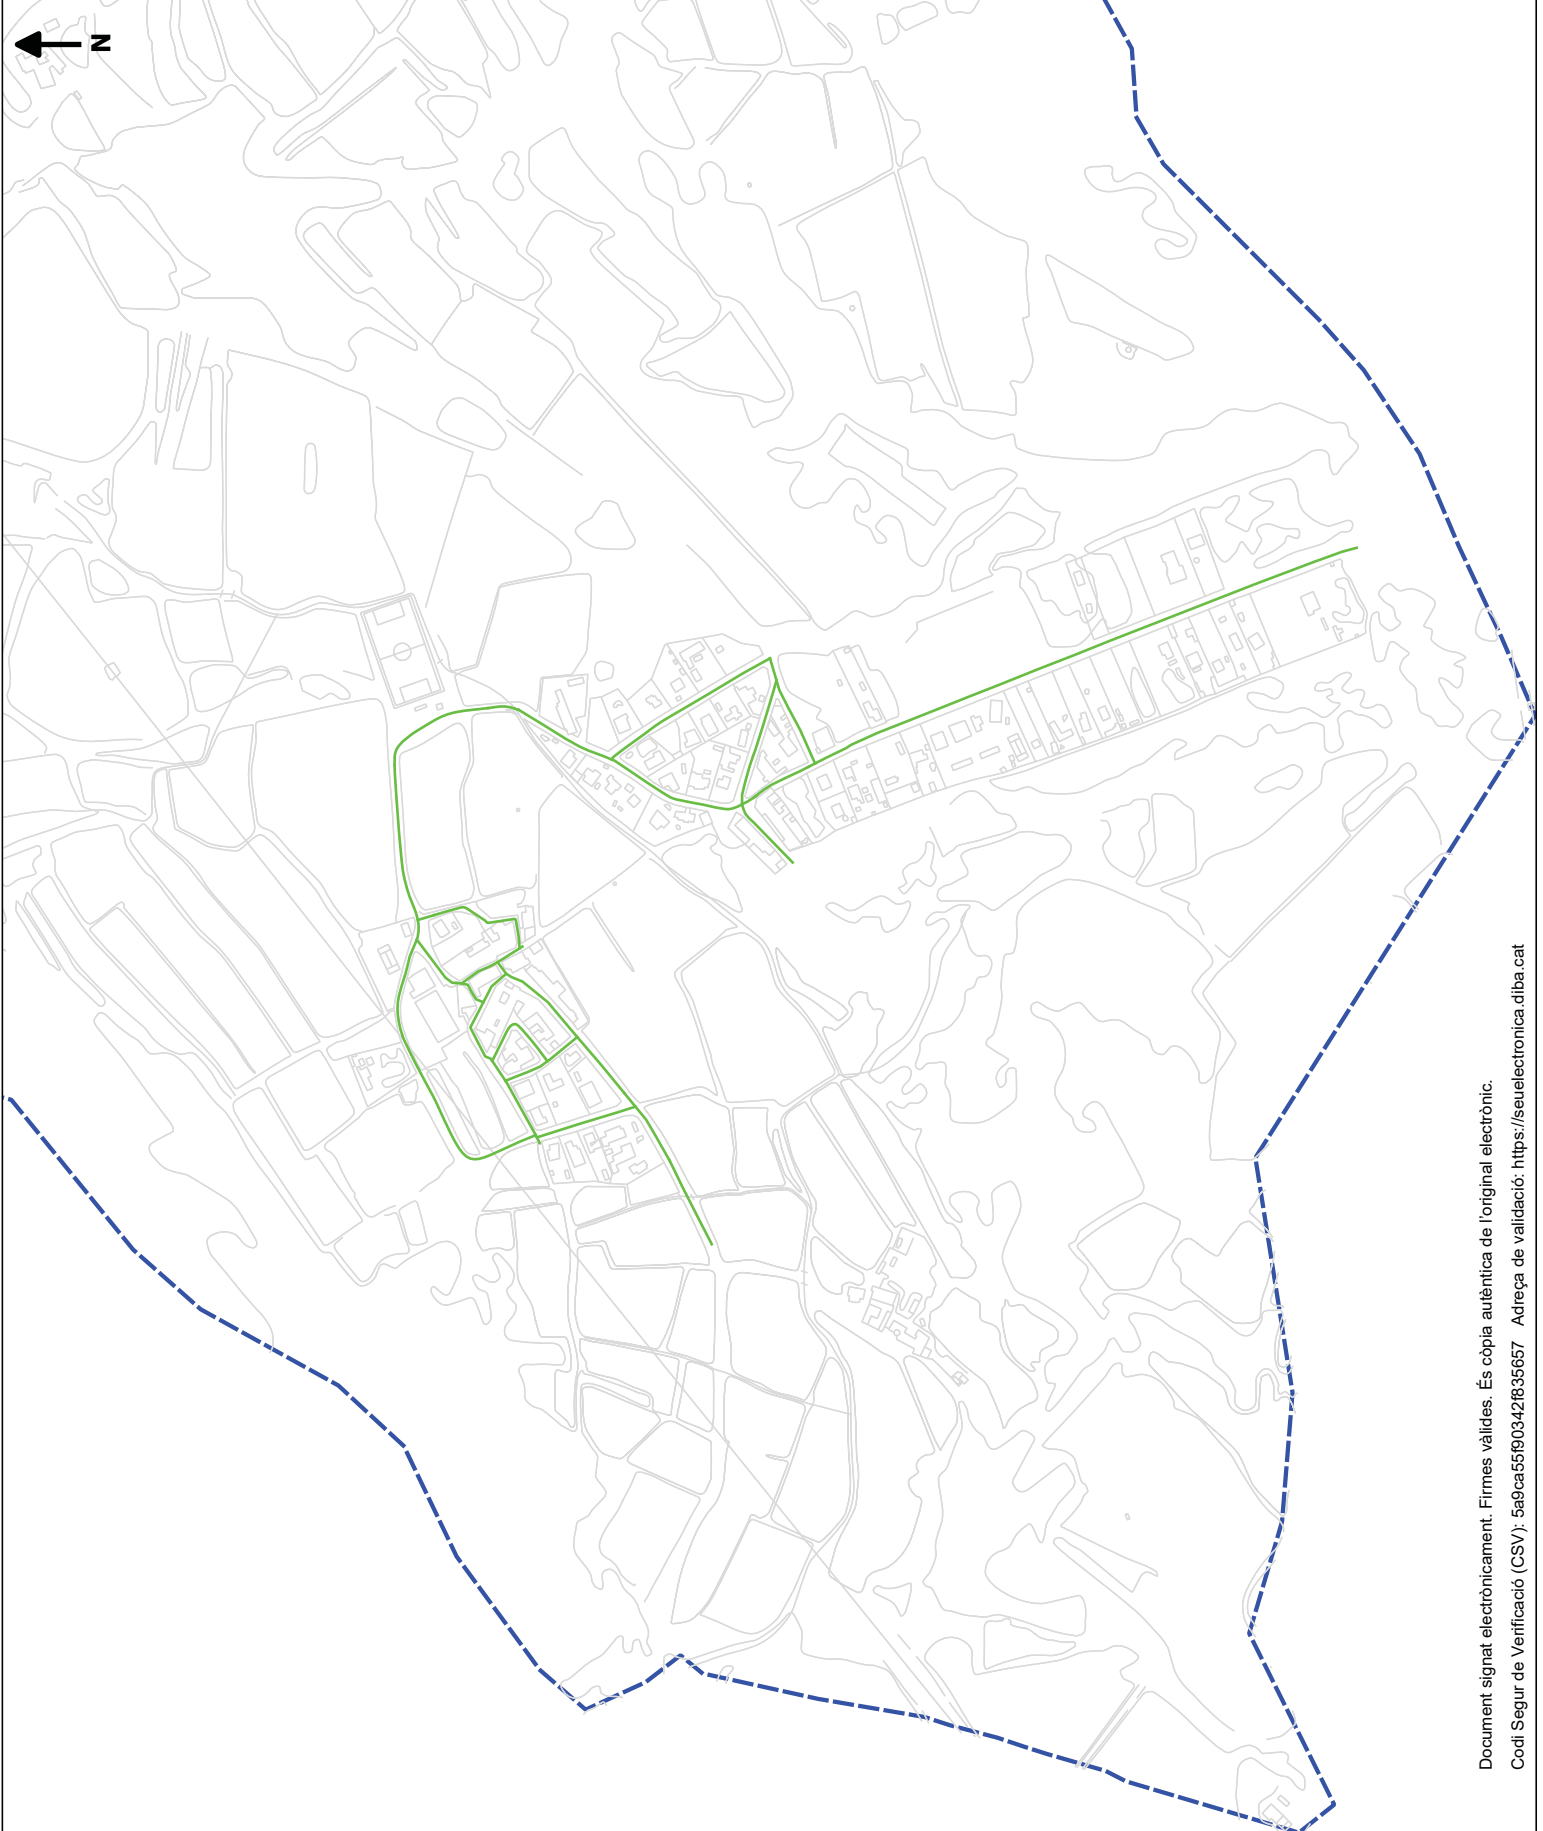 N
Document signat electrònicament. Firmes vàlides. És còpia autèntica de l'original electrònic.
Codi Segur de Verificació (CSV): 5a9ca55f90342f835657 Adreça de validació: https://seuelectronica.diba.cat